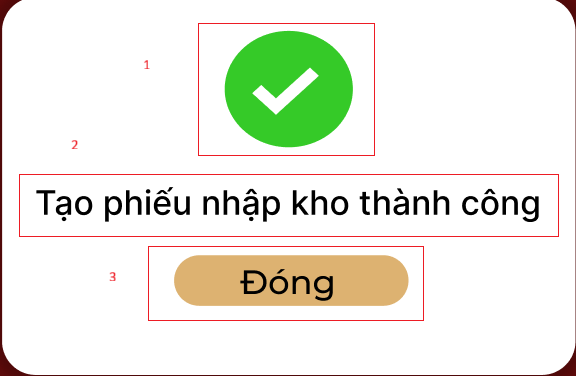 1
2
Tạo phiếu nhập kho thành công
3
Đóng